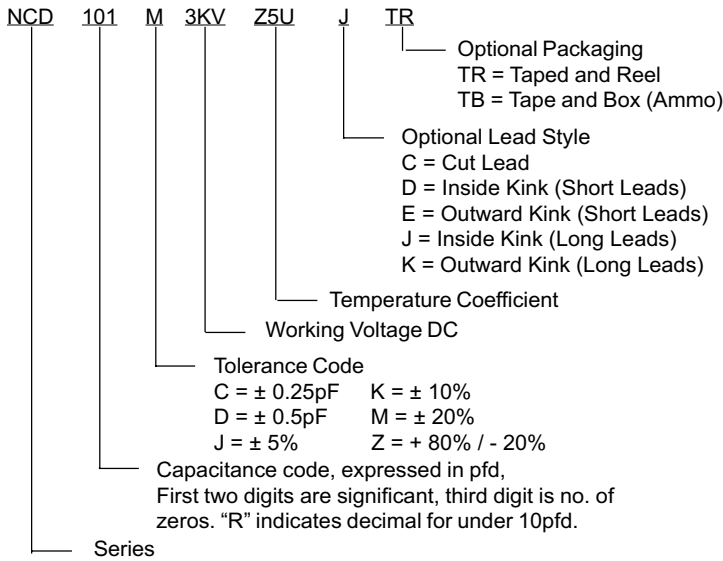 NCD 101 M 3KV Z5U J TR
Optional Packaging
TR = Taped and Reel
TB = Tape and Box (Ammo)
Optional Lead Style
C = Cut Lead
D = Inside Kink (Short Leads)
E = Outward Kink (Short Leads)
J = Inside Kink (Long Leads)
K = Outward Kink (Long Leads)
Temperature Coefficient
Working Voltage DC
Tolerance Code
C = ± 0.25pF K = ± 10%
D = ± 0.5pF M = ± 20%
J = ± 5% Z = + 80% / - 20%
Capacitance code, expressed in pfd,
First two digits are significant, third digit is no. of
zeros. “R” indicates decimal for under 10pfd.
Series